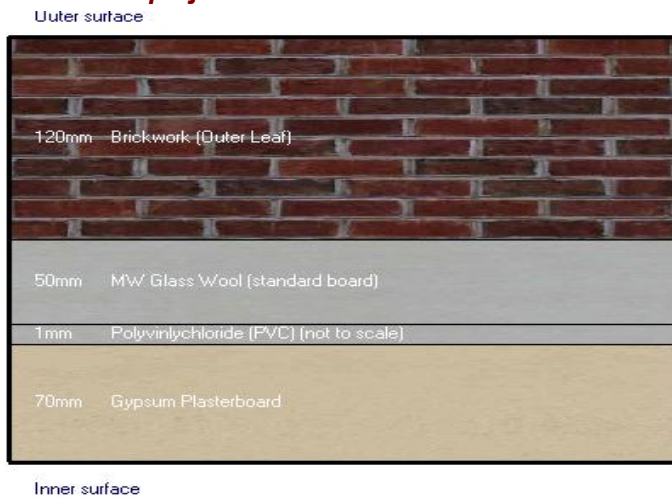 Outer surface
120mm Brickwork (Outer Leaf)
50mm MW Glass Wool (standard board)
1mm Polyvinlychloride (PVC) (not to scale)
70mm Gypsum Plasterboard
Inner surface